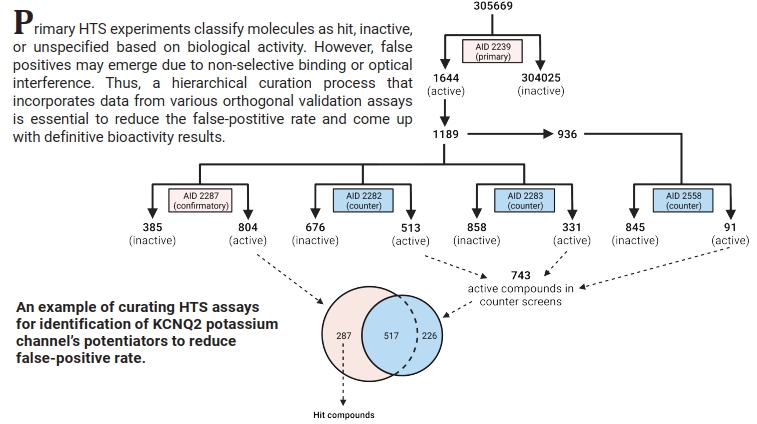 305669
Primary HTS experiments classify molecules as hit, inactive,
or unspecified based on biological activity. However, false
positives may emerge due to non-selective binding or optical
interference. Thus, a hierarchical curation process that
incorporates data from various orthogonal validation assays
is essential to reduce the false-postitive rate and come up
with definitive bioactivity results.
AID 2239
(primary)
1644
(active)
304025
(inactive)
1189
936
AID 2287
(confirmatory)
AID 2282
(counter)
AID 2283
(counter)
AID 2558
(counter)
385
(inactive)
804
(active)
676
(inactive)
513
(active)
858
(inactive)
331
(active)
845
(inactive)
91
(active)
743
active compounds in
counter screens
An example of curating HTS assays
for identification of KCNQ2 potassium
channel's potentiators to reduce
false-positive rate.
287
517
226
Hit compounds